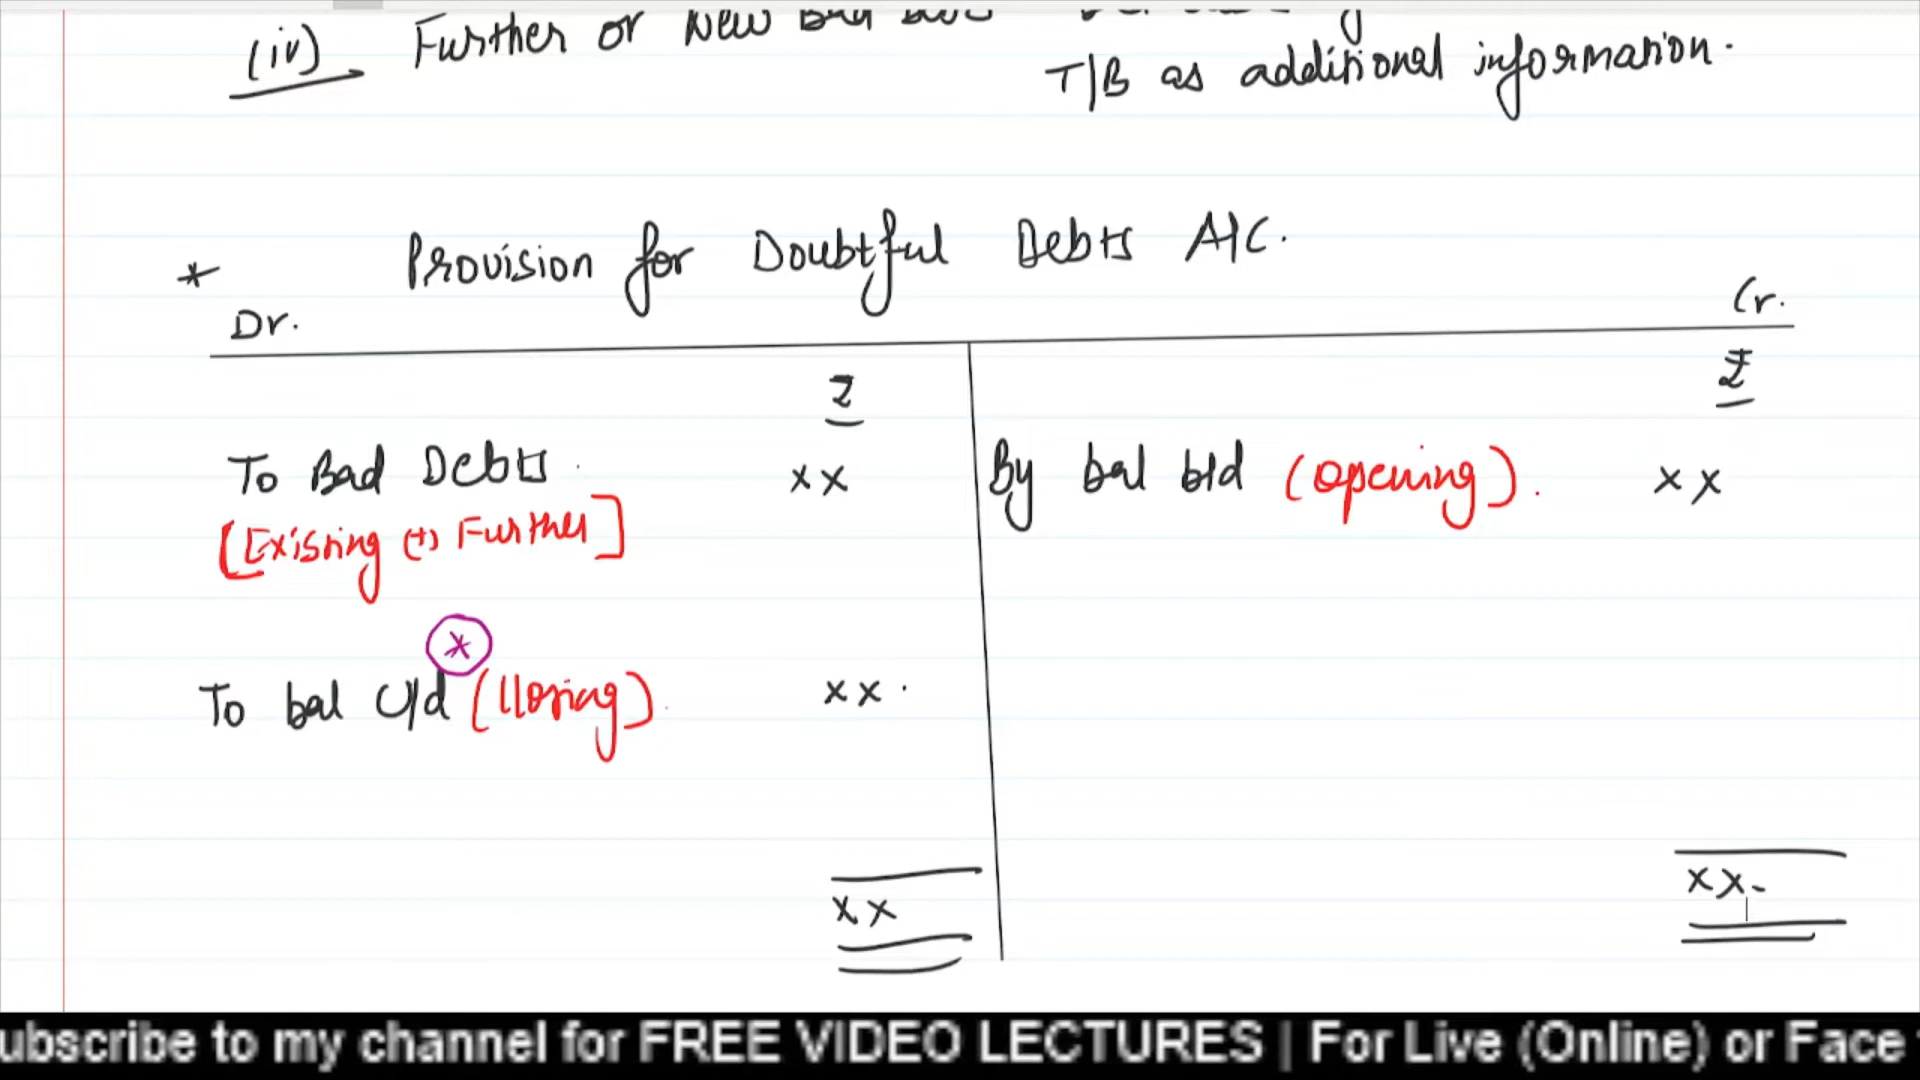 (iv) Further or New Bad
T/B as additional information.
* Provision for Doubtful Debts A/C.
Dr. Cr.
₹ ₹
To Bad Debts xx By bal b/d (opening). xx
[Existing (+) Further]
*
To bal c/d (closing) xx.
xx xx
ubscribe to my channel for FREE VIDEO LECTURES | For Live (Online) or Face